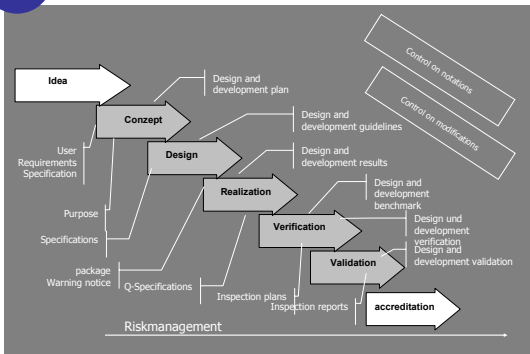 Idea
Design and
development plan
Control on notations
Control on modifications
Konzept
Design and
development guidelines
User
Requirements
Specification
Design
Design and
development results
Realization
Design and
development
benchmark
Purpose
Verification
Design und
development
verification
Specifications
Validation
Design and
development validation
package
Warning notice
Q-Specifications
Inspection plans
Inspection reports
accreditation
Riskmanagement